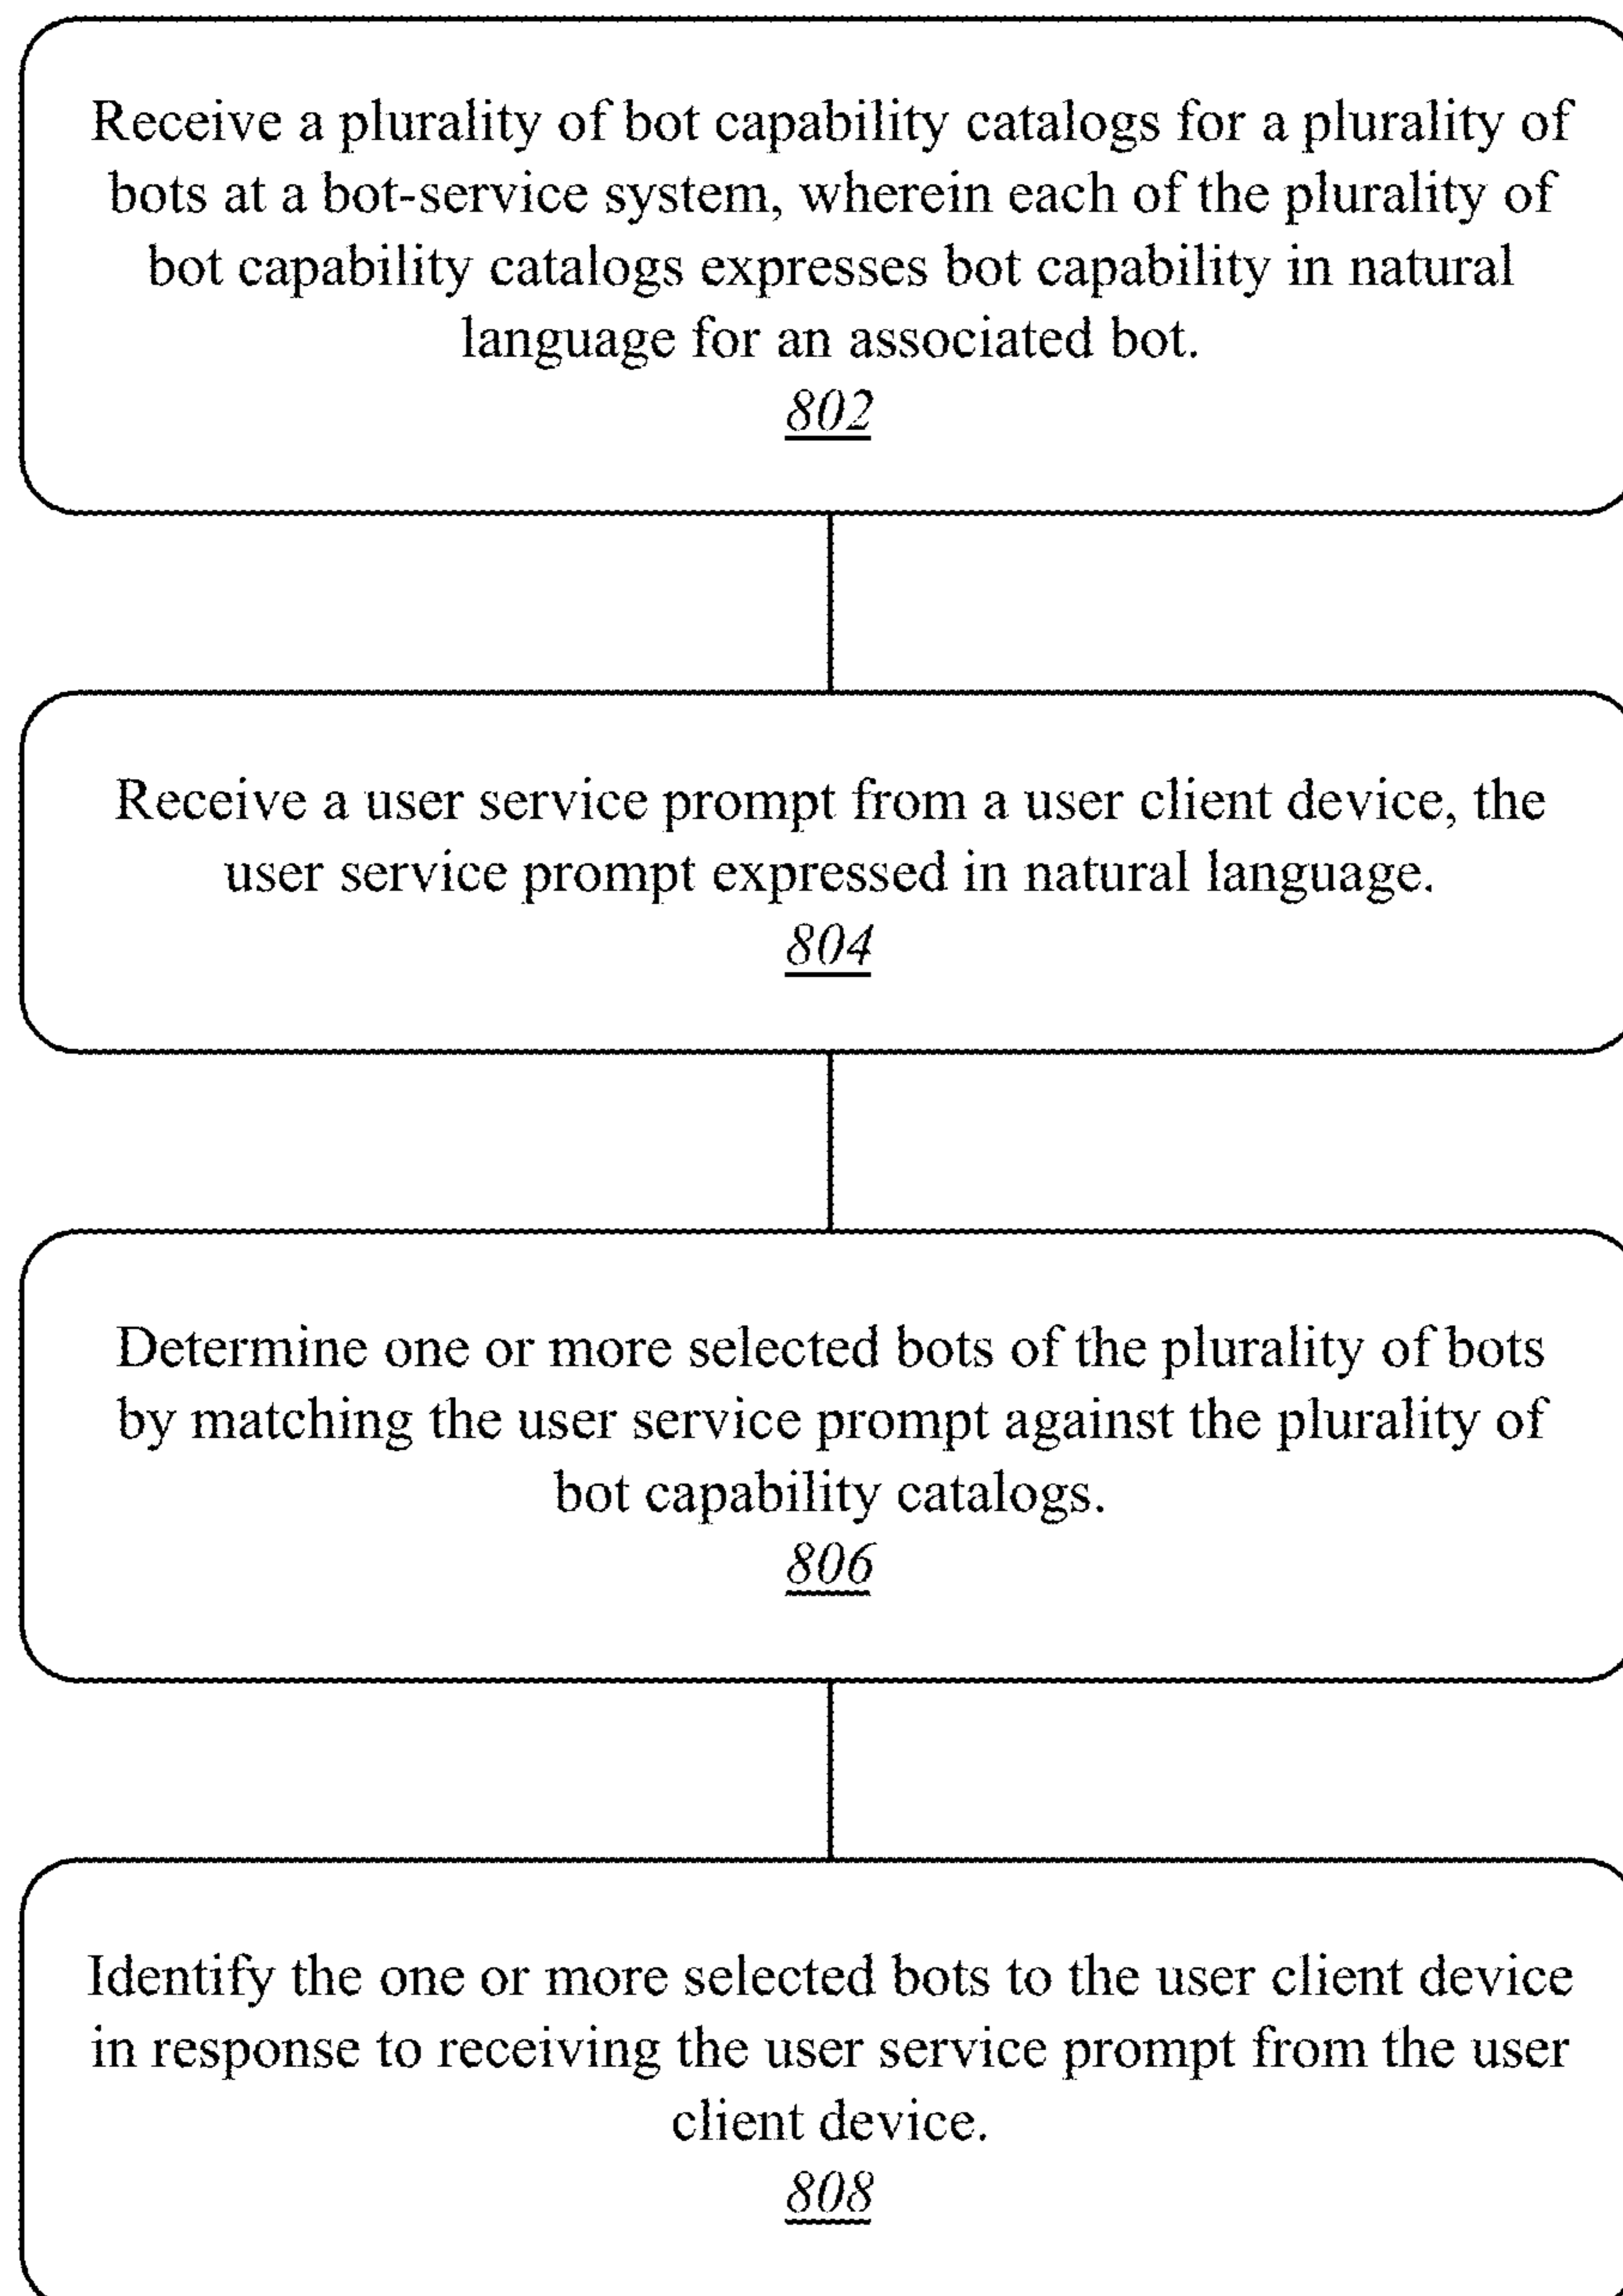 Receive a plurality of bot capability catalogs for a plurality of
bots at a bot-service system, wherein each of the plurality of
bot capability catalogs expresses bot capability in natural
language for an associated bot.
802
Receive a user service prompt from a user client device, the
user service prompt expressed in natural language.
804
Determine one or more selected bots of the plurality of bots
by matching the user service prompt against the plurality of
bot capability catalogs.
806
Identify the one or more selected bots to the user client device
in response to receiving the user service prompt from the user
client device.
808